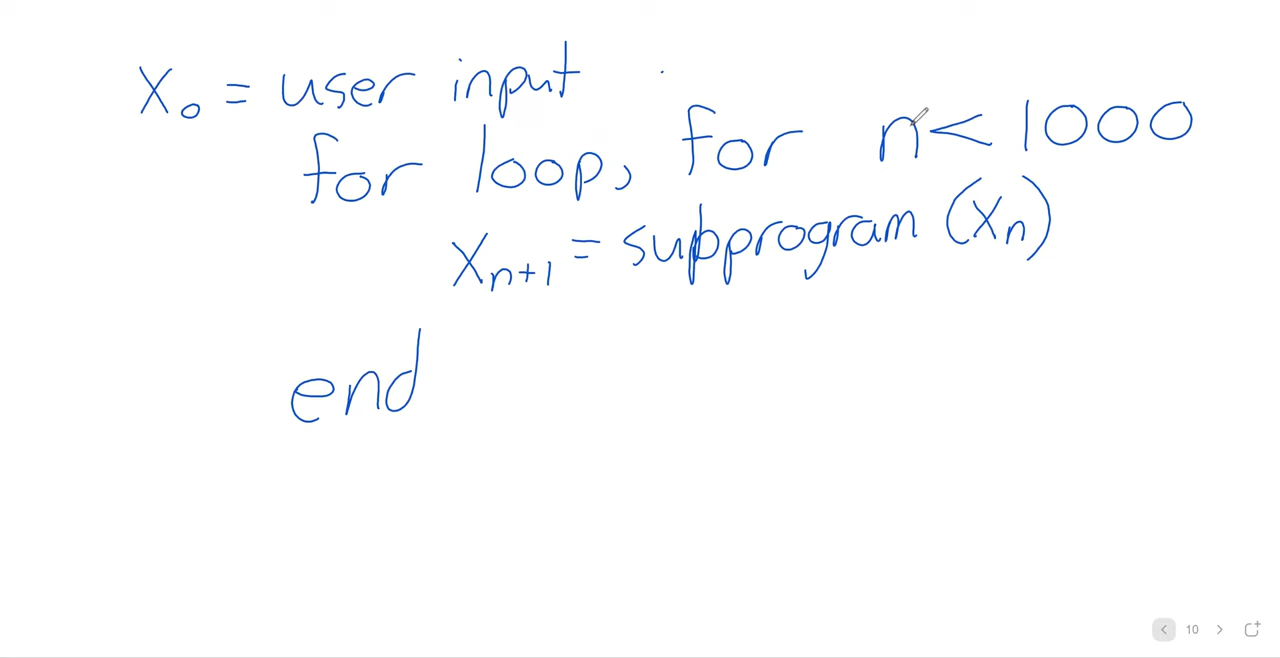 x₀ = user input
for loop, for n < 1000
xₙ₊₁ = subprogram (xₙ)
end
10